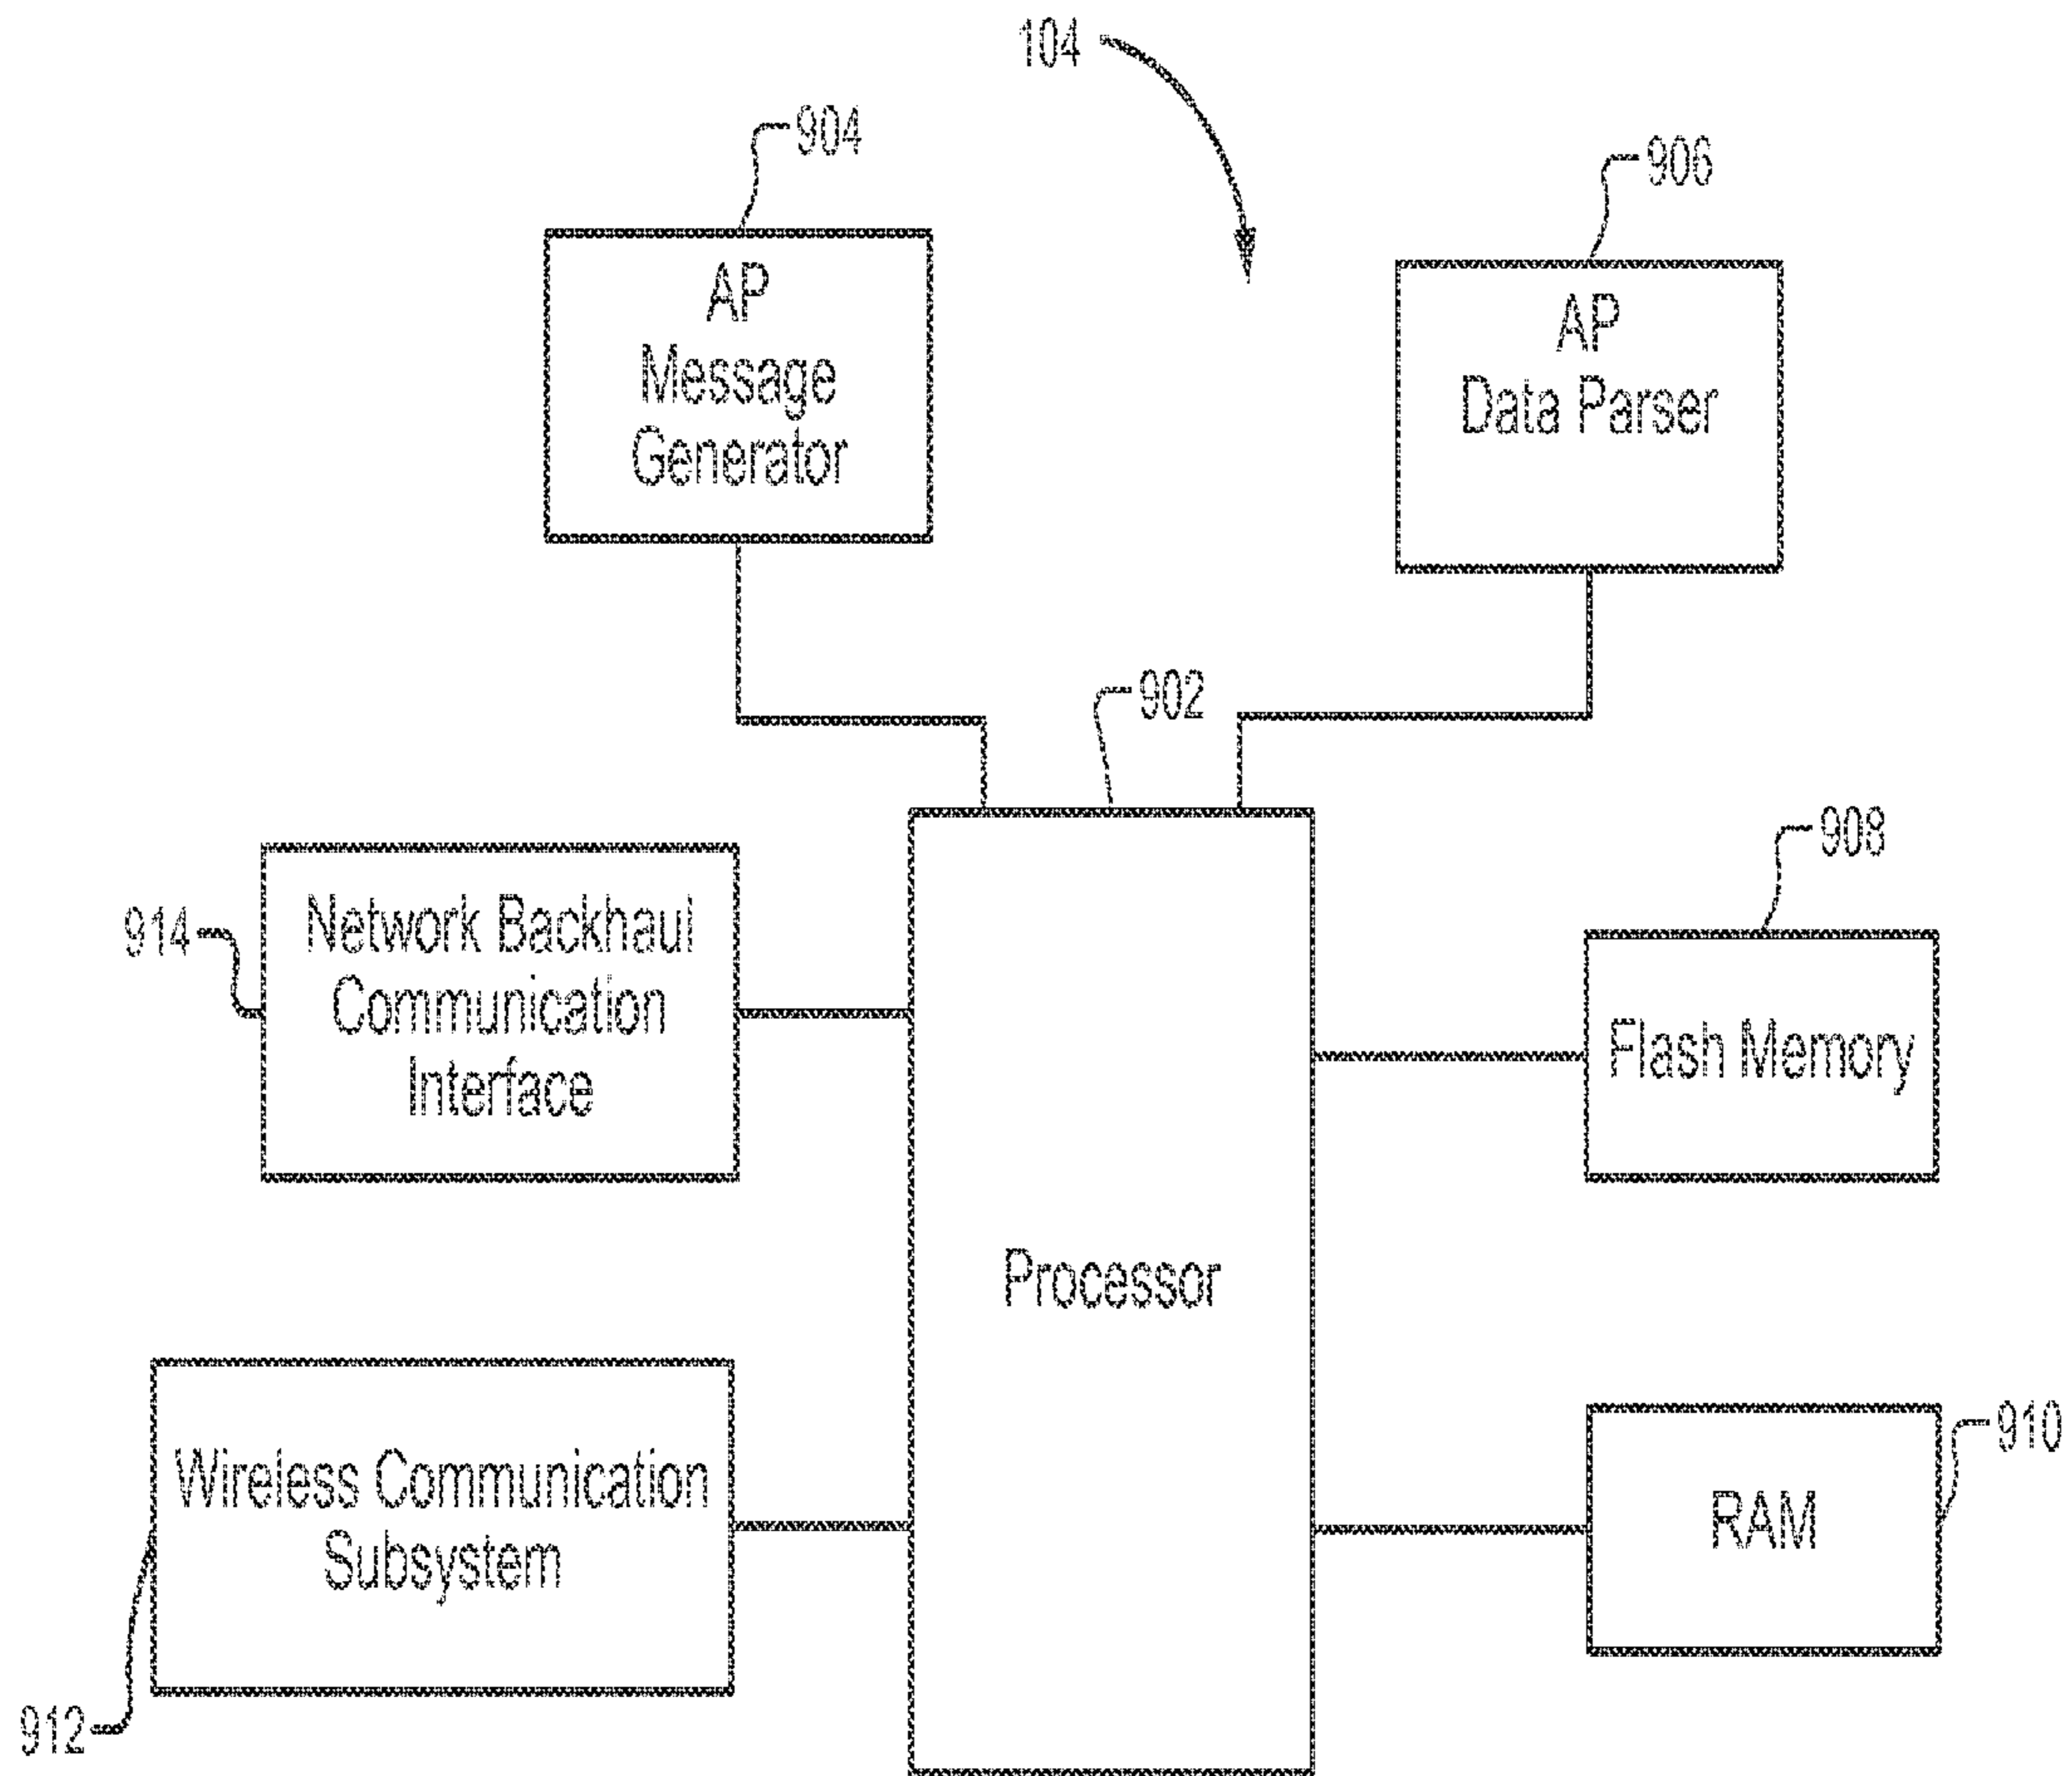 104
904
906
AP
Message
Generator
AP
Data Parser
902
908
914
Network Backhaul
Communication
Interface
Flash Memory
Processor
910
Wireless Communication
Subsystem
RAM
912